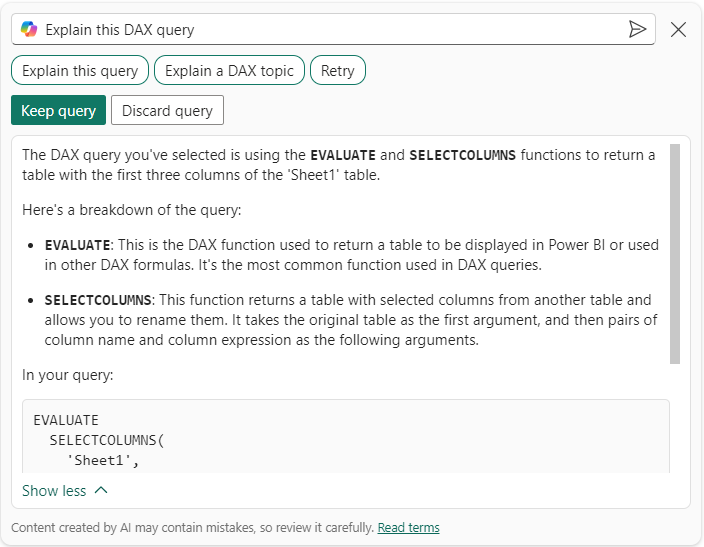 Explain this DAX query
Explain this query
Explain a DAX topic
Retry
Keep query
Discard query
The DAX query you've selected is using the EVALUATE and SELECTCOLUMNS functions to return a
table with the first three columns of the 'Sheet1' table.
Here's a breakdown of the query:
• EVALUATE: This is the DAX function used to return a table to be displayed in Power BI or used
in other DAX formulas. It's the most common function used in DAX queries.
• SELECTCOLUMNS: This function returns a table with selected columns from another table and
allows you to rename them. It takes the original table as the first argument, and then pairs of
column name and column expression as the following arguments.
In your query:
EVALUATE
SELECTCOLUMNS(
'Sheet1',
Show less
Content created by AI may contain mistakes, so review it carefully. Read terms